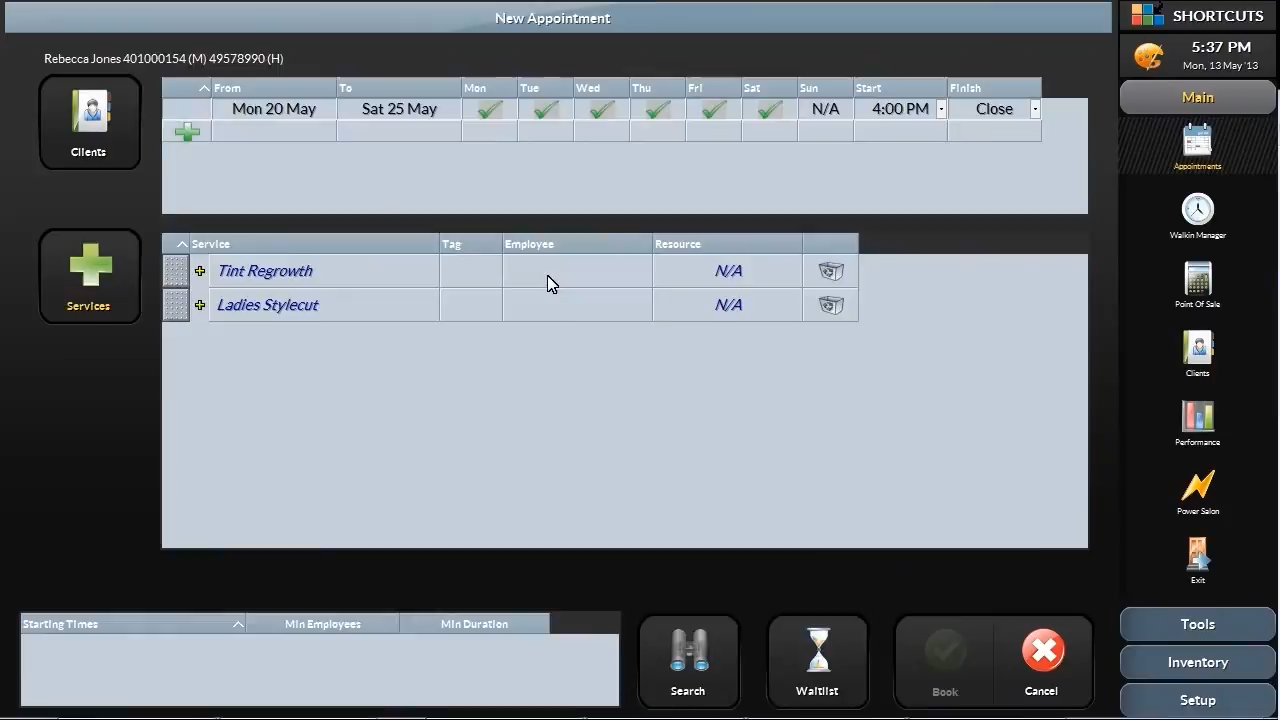 New Appointment
SHORTCUTS
5:37 PM
Mon, 13 May '13
Rebecca Jones 401000154 (M) 49578990 (H)
Clients
From To Mon Tue Wed Thu Fri Sat Sun Start Finish
Mon 20 May Sat 25 May N/A 4:00 PM Close
Services
Service Tag Employee Resource
Tint Regrowth N/A
Ladies Stylecut N/A
Starting Times Min Employees Min Duration
Search
Waitlist
Book
Cancel
Main
Appointments
Walkin Manager
Point Of Sale
Clients
Performance
Power Salon
Exit
Tools
Inventory
Setup